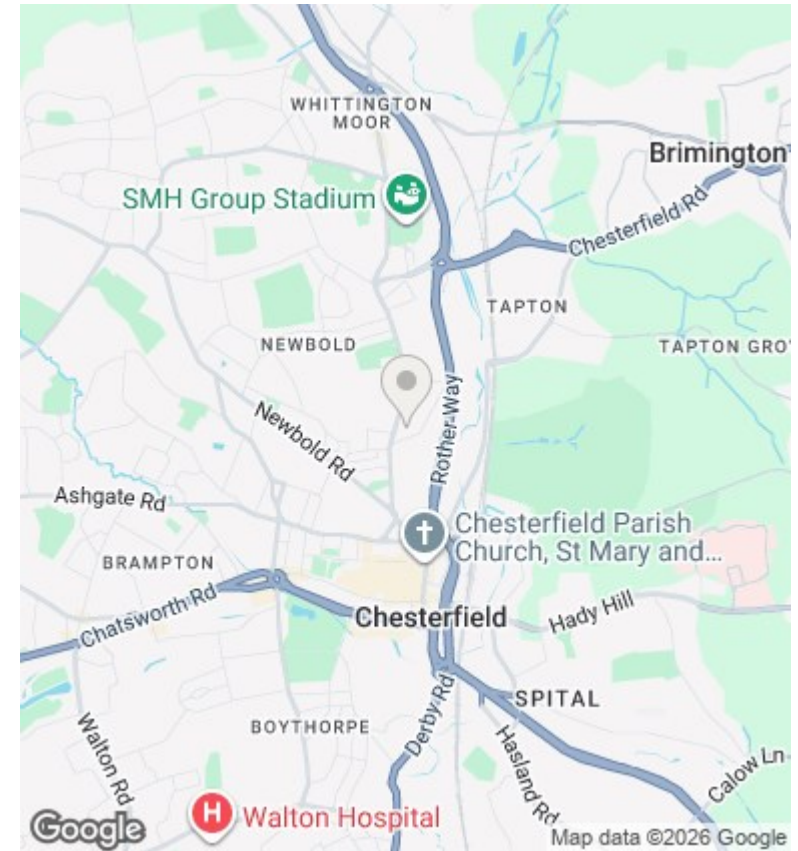 WHITTINGTON
MOOR
Brimington
SMH Group Stadium
Chesterfield Rd
TAPTON
NEWBOLD
TAPTON GRO
Newbold Rd
Rother Way
Ashgate Rd
Chesterfield Parish
Church, St Mary and...
BRAMPTON
Chatsworth Rd
Chesterfield
Hady Hill
SPITAL
BOYTHORPE
Derby Rd
Walton Rd
Hasland Rd
Calow Ln
H
Walton Hospital
Google
Map data ©2026 Google